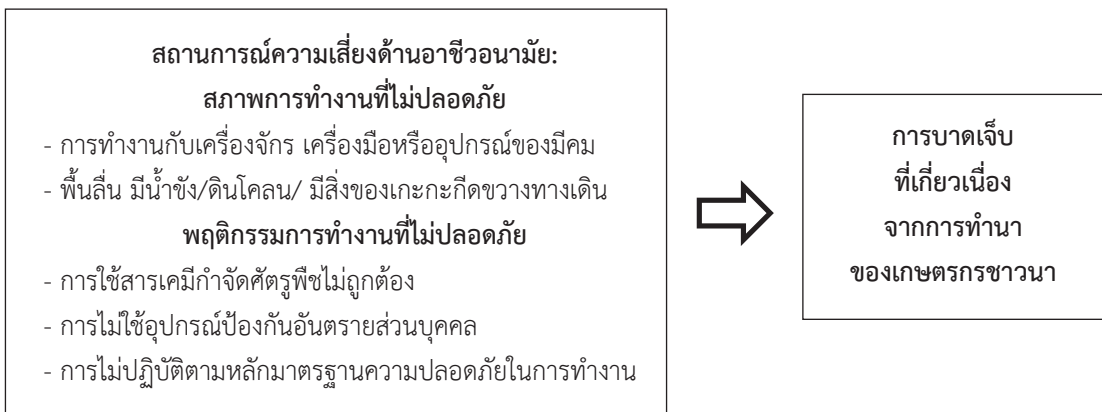 สถานการณ์ความเสี่ยงด้านอาชีวอนามัย:
สภาพการทำงานที่ไม่ปลอดภัย
- การทำงานกับเครื่องจักร เครื่องมือหรืออุปกรณ์ของมีคม
- พื้นลื่น มีน้ำขัง/ดินโคลน/ มีสิ่งของเกะกะกีดขวางทางเดิน
พฤติกรรมการทำงานที่ไม่ปลอดภัย
- การใช้สารเคมีกำจัดศัตรูพืชไม่ถูกต้อง
- การไม่ใช้อุปกรณ์ป้องกันอันตรายส่วนบุคคล
- การไม่ปฏิบัติตามหลักมาตรฐานความปลอดภัยในการทำงาน
การบาดเจ็บ
ที่เกี่ยวเนื่อง
จากการทำนา
ของเกษตรกรชาวนา